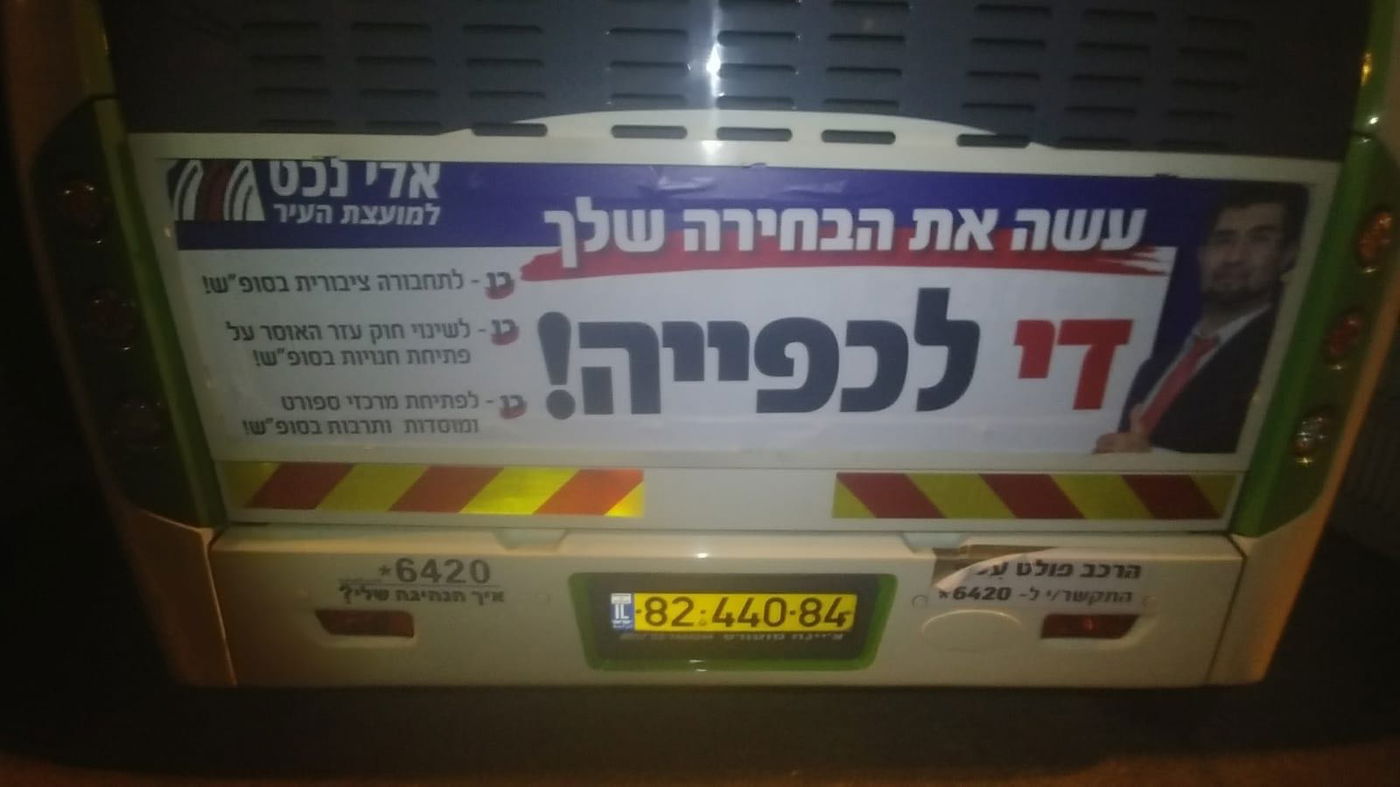 אלי נכט
למועצת העיר
עשה את הבחירה שלך
די לכפייה!
כן - לתחבורה ציבורית בסופ"ש!
כן - לשינוי חוק עזר האוסר על
פתיחת חנויות בסופ"ש!
כן - לפתיחת מרכזי ספורט
ומוסדות ותרבות בסופ"ש!
*6420
איך הנהיגה שלי?
82-440-84
IL
הרכב פולט עשן
התקשר/י ל- 6420*